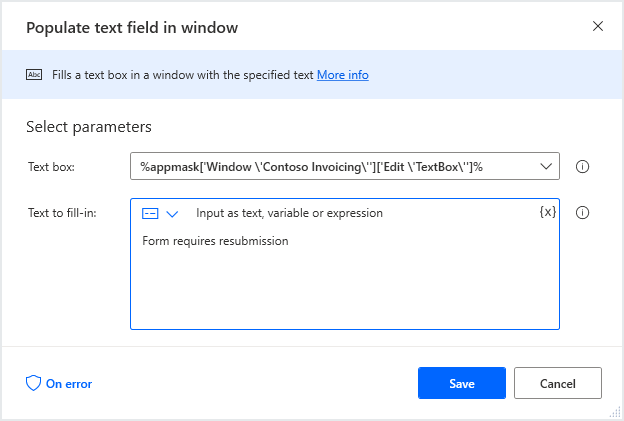 Populate text field in window
Abc Fills a text box in a window with the specified text More info
Select parameters
Text box: %appmask['Window \'Contoso Invoicing\'']['Edit \'TextBox\'']%
Text to fill-in: Input as text, variable or expression {x}
Form requires resubmission
On error Save Cancel